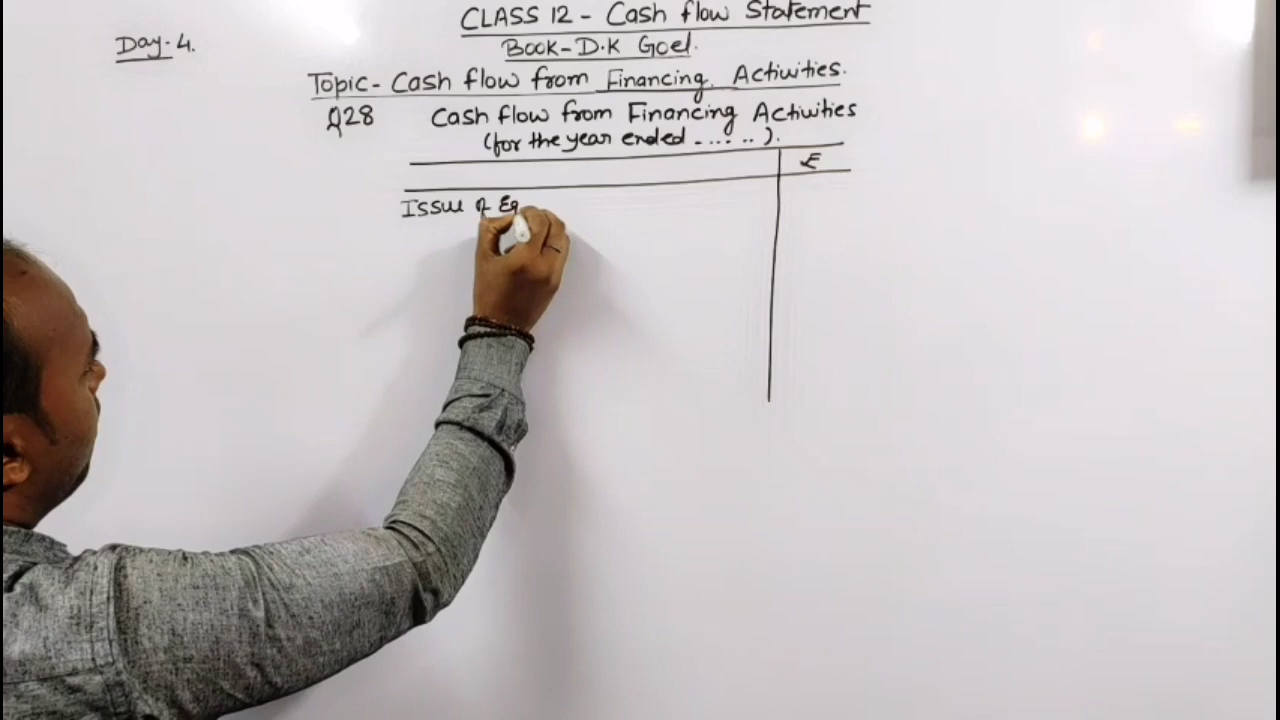 CLASS 12 - Cash flow Statement
Day-4.
Book-D.K Goel.
Topic- Cash flow from Financing Activities.
Q28 Cash flow from Financing Activities
(for the year ended ........).
₹
Issue of Eq